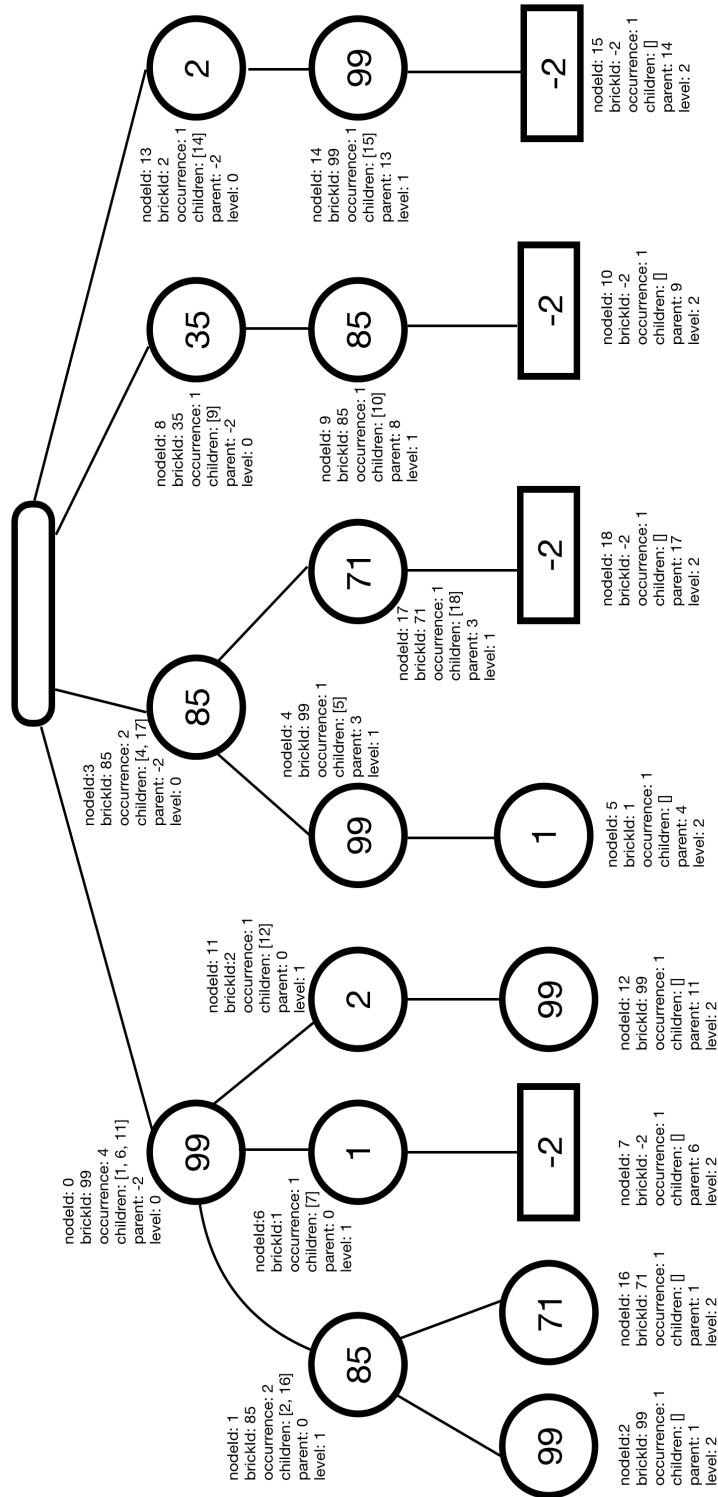 nodeId: 0
brickId: 99
occurrence: 4
children: [1, 6, 11]
parent: -2
level: 0
99
nodeId:3
brickId: 85
occurrence: 2
children: [4, 17]
parent: -2
level: 0
85
nodeId: 8
brickId: 35
occurrence: 1
children: [9]
parent: -2
level: 0
35
nodeId: 13
brickId: 2
occurrence: 1
children: [14]
parent: -2
level: 0
2
nodeId: 1
brickId: 85
occurrence: 2
children: [2, 16]
parent: 0
level: 1
85
nodeId:6
brickId:1
occurrence: 1
children: [7]
parent: 0
level: 1
1
nodeId: 11
brickId:2
occurrence: 1
children: [12]
parent: 0
level: 1
2
nodeId: 4
brickId: 99
occurrence: 1
children: [5]
parent: 3
level: 1
99
71
nodeId: 17
brickId: 71
occurrence: 1
children: [18]
parent: 3
level: 1
nodeId: 9
brickId: 85
occurrence: 1
children: [10]
parent: 8
level: 1
85
nodeId: 14
brickId: 99
occurrence: 1
children: [15]
parent: 13
level: 1
99
99
nodeId:2
brickId: 99
occurrence: 1
children: []
parent: 1
level: 2
71
nodeId: 16
brickId: 71
occurrence: 1
children: []
parent: 1
level: 2
-2
nodeId: 7
brickId: -2
occurrence: 1
children: []
parent: 6
level: 2
99
nodeId: 12
brickId: 99
occurrence: 1
children: []
parent: 11
level: 2
1
nodeId: 5
brickId: 1
occurrence: 1
children: []
parent: 4
level: 2
-2
nodeId: 18
brickId: -2
occurrence: 1
children: []
parent: 17
level: 2
-2
nodeId: 10
brickId: -2
occurrence: 1
children: []
parent: 9
level: 2
-2
nodeId: 15
brickId: -2
occurrence: 1
children: []
parent: 14
level: 2